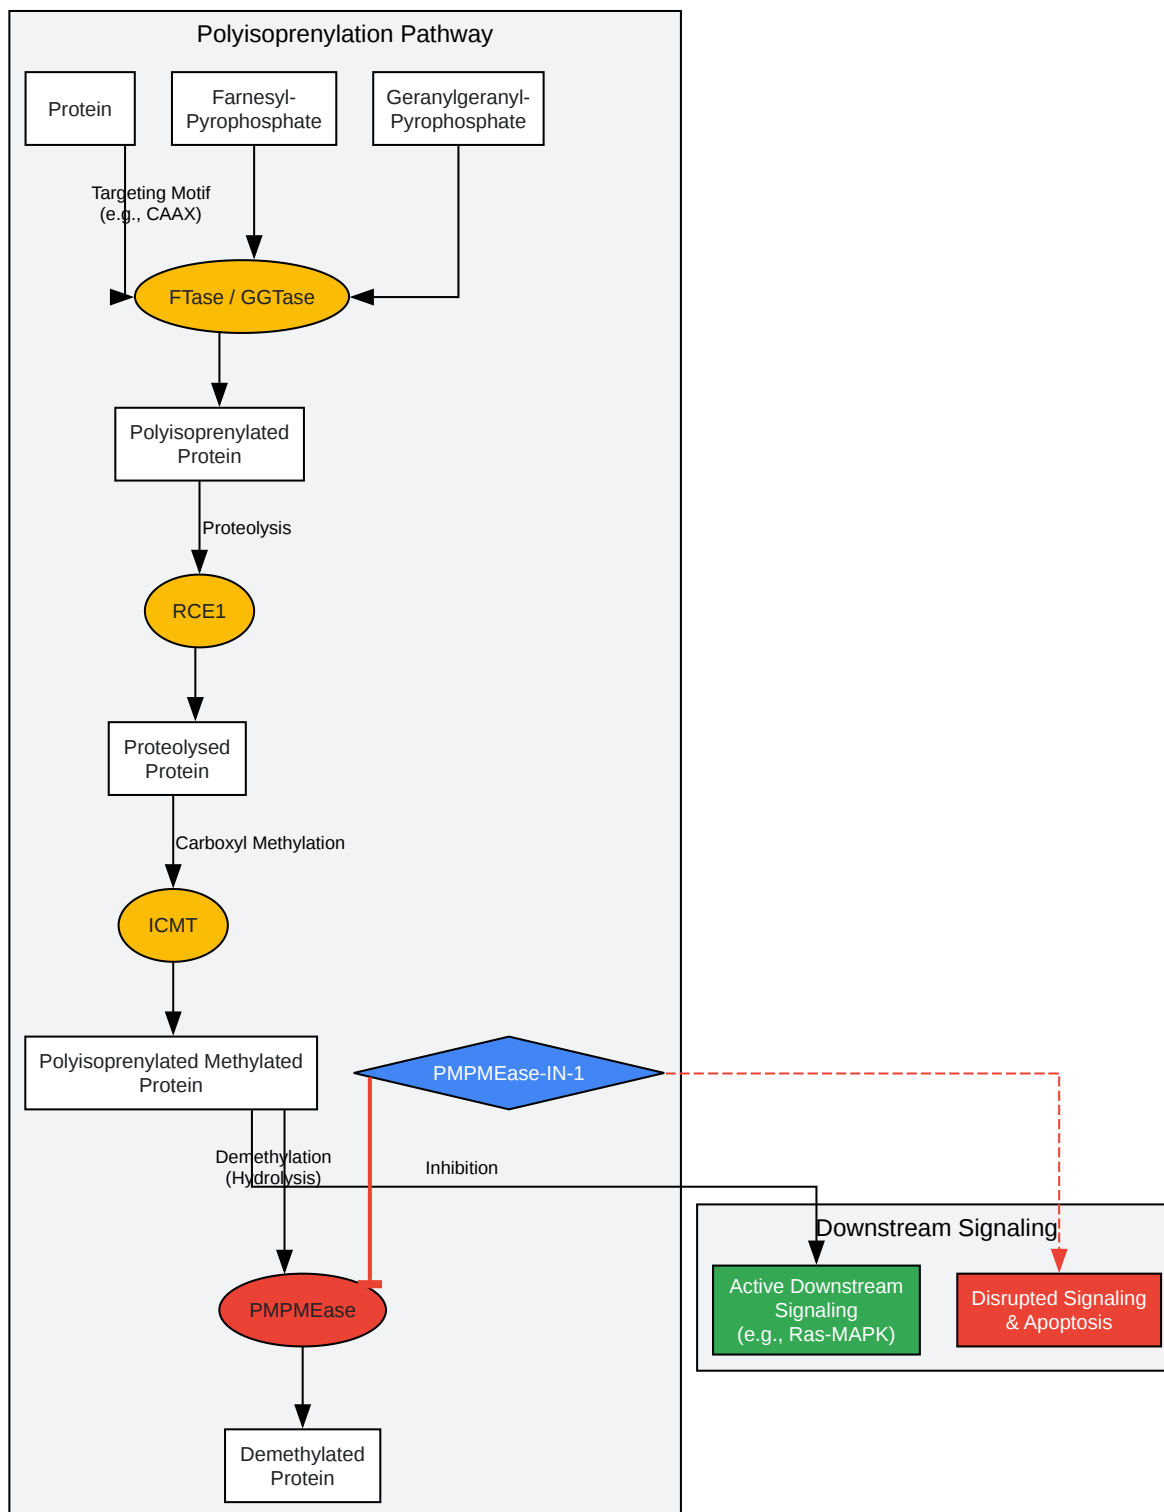 Polyisoprenylation Pathway
Protein
Farnesyl-
Pyrophosphate
Geranylgeranyl-
Pyrophosphate
Targeting Motif
(e.g., CAAX)
FTase / GGTase
Polyisoprenylated
Protein
Proteolysis
RCE1
Proteolysed
Protein
Carboxyl Methylation
ICMT
Polyisoprenylated Methylated
Protein
PMPMEase-IN-1
Demethylation
(Hydrolysis)
Inhibition
Downstream Signaling
Active Downstream
Signaling
(e.g., Ras-MAPK)
Disrupted Signaling
& Apoptosis
PMPMEase
Demethylated
Protein